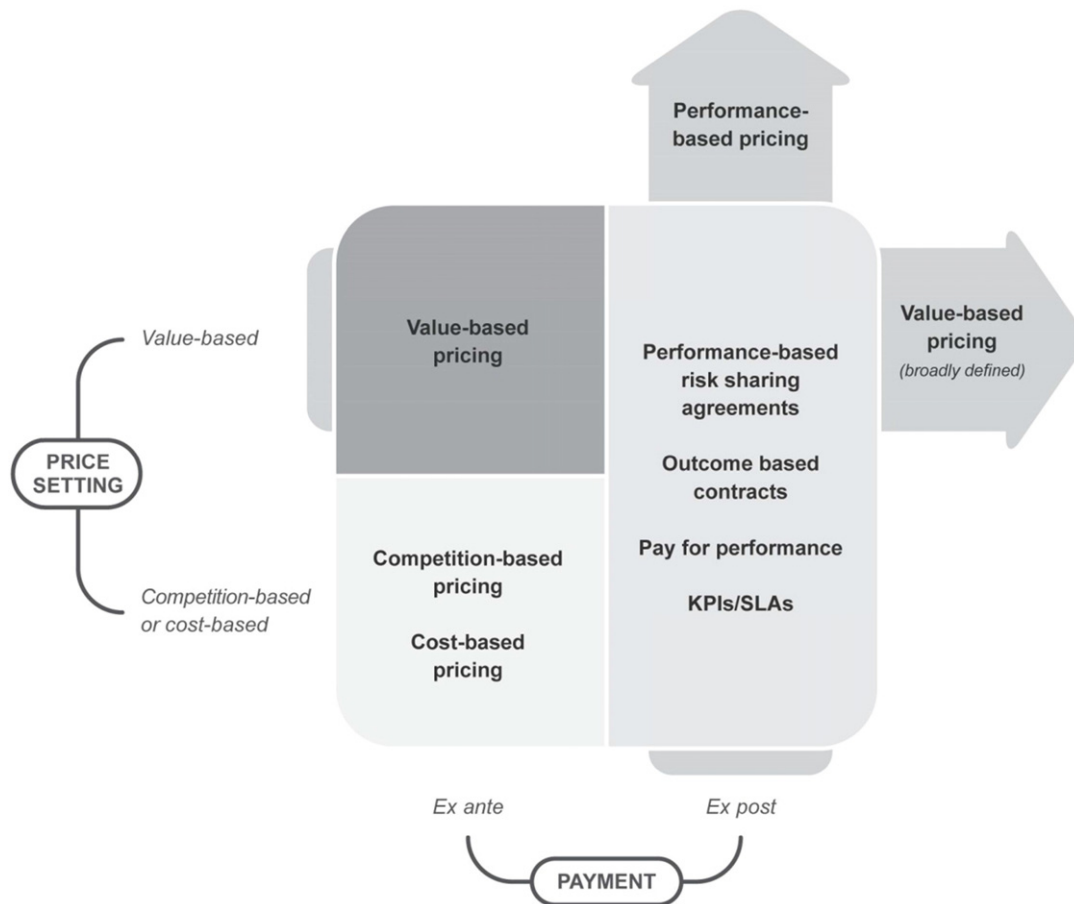 Performance-
based pricing
Value-based
pricing
Value-based
pricing
(broadly defined)
Value-based
Performance-based
risk sharing
agreements
PRICE
SETTING
Outcome based
contracts
Pay for performance
Competition-based
pricing
KPIs/SLAs
Competition-based
or cost-based
Cost-based
pricing
Ex ante
Ex post
PAYMENT